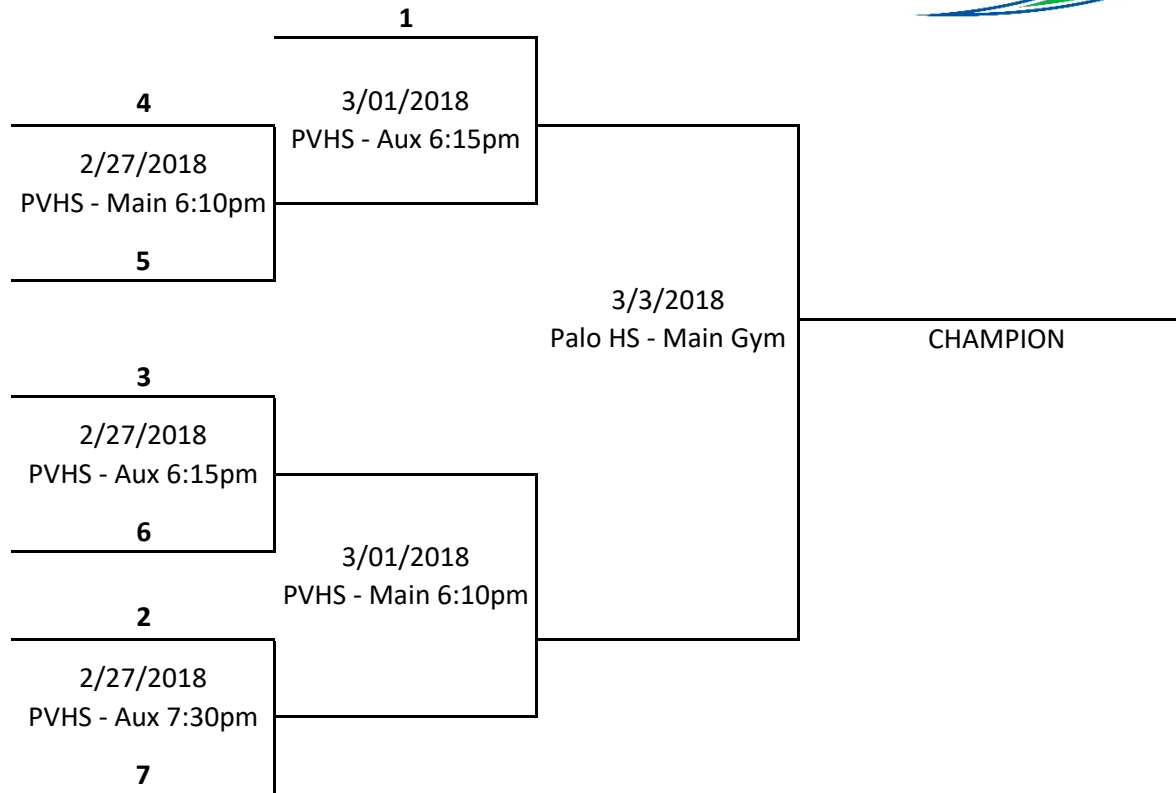 1
4
3/01/2018
PVHS - Aux 6:15pm
2/27/2018
PVHS - Main 6:10pm
5
3/3/2018
Palo HS - Main Gym
CHAMPION
3
2/27/2018
PVHS - Aux 6:15pm
6
3/01/2018
PVHS - Main 6:10pm
2
2/27/2018
PVHS - Aux 7:30pm
7